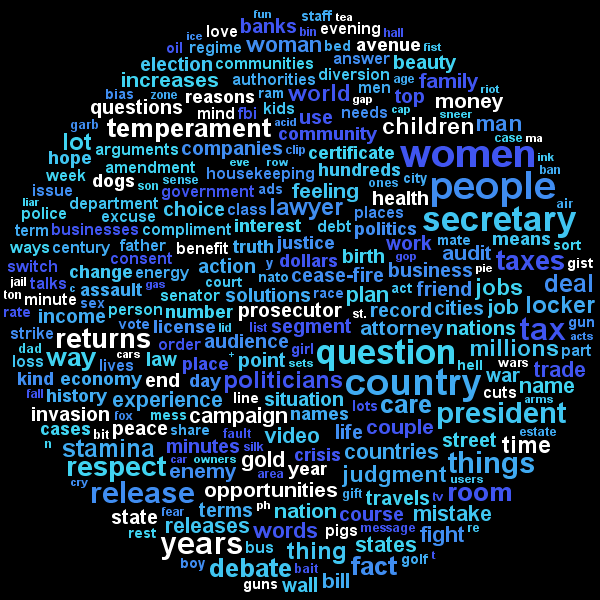 fun staff tea
love banks bin evening
ice
oil regime woman bed avenue hall fist
election communities answer beauty
increases authorities diversion age family riot
bias zone ram men gap top cap sneer
questions reasons kids world needs money
garb mind fbi use children case ma
temperament acid community man
lot arguments companies clip certificate women ink
hope eve row hundreds ones city ban
week amendment housekeeping health people
dogs son sense ads feeling
issue department government class lawyer places secretary air
liar police excuse choice interest debt politics
term businesses compliment means sort
ways century father benefit truth justice work mate audit taxes gist
consent y dollars birth gop pie
switch talks change energy action nato cease-fire business deal
jail c gas court plan act friend jobs
ton minute assault senator solutions race record cities job locker
rate sex person number prosecutor st.
income vote license lid list segment attorney nations tax gun
strike returns order audience girl question millions acts part
dad cars sets hell wars
loss lives way law place point war trade
kind economy end day politicians country cuts name
fall history experience line situation care arms president
invasion fox mess campaign names lots couple
cases bit peace share video life street time estate
n stamina fault silk minutes crisis countries
car owners gold year judgment things
respect enemy area users
cry release opportunities gift travels tv room
state fear releases terms ph nation course message mistake re
rest years bus words pigs fight
boy thing states golf t
debate bait fact
guns wall bill